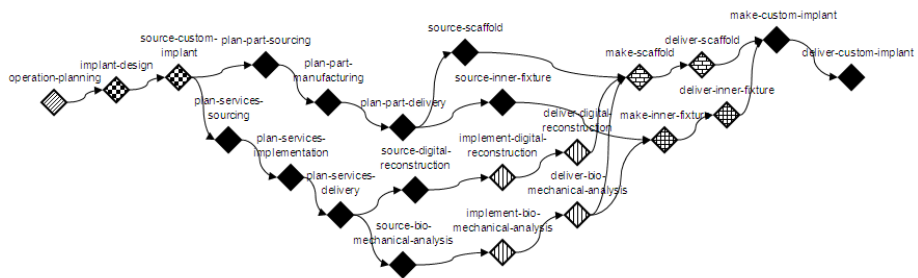 make-custom-implant
source-scaffold
deliver-scaffold
source-custom-
implant
plan-part-sourcing
make-scaffold
deliver-custom-implant
implant-design
plan-part-
manufacturing
operation-planning
source-inner-fixture
deliver-inner-fixture
plan-part-delivery
plan-services-
sourcing
deliver-digital-
reconstruction
make-inner-fixture
plan-services-
implementation
source-digital-
reconstruction
implement-digital-
reconstruction
plan-services-
delivery
deliver-bio-
mechanical-analysis
source-bio-
mechanical-analysis
implement-bio-
mechanical-analysis